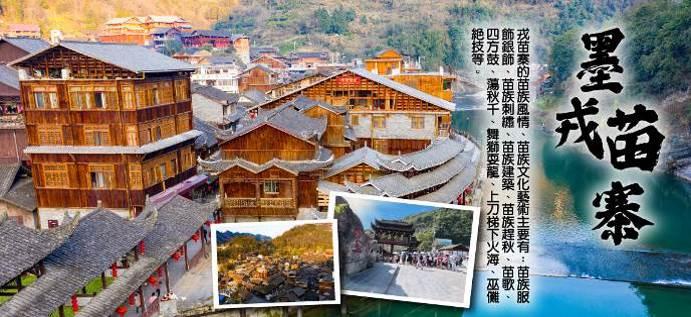 墨戎苗寨
戎苗寨的苗族風情、苗族文化藝術主要有：苗族服
飾銀飾、苗族刺繡、苗族建築、苗族趕秋、苗歌、
四方鼓、蕩秋千、舞獅耍龍、上刀梯下火海、巫儺
絕技等。